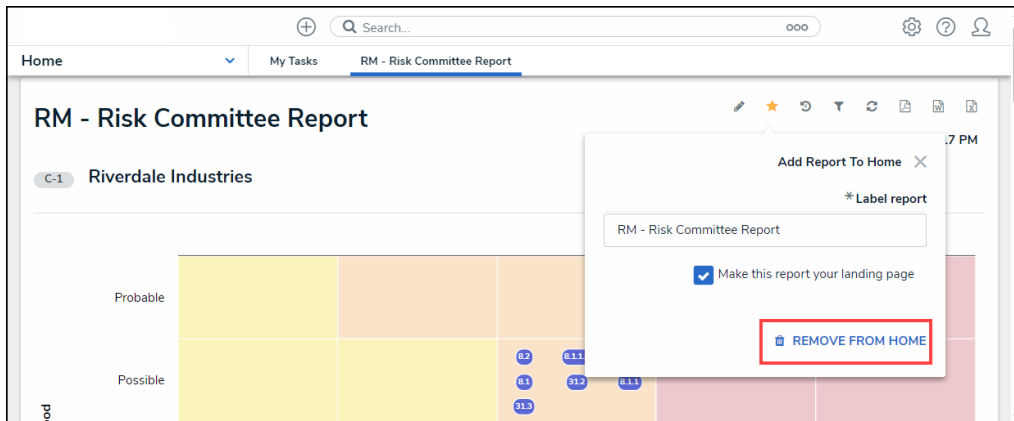 Search...
Home
My Tasks
RM - Risk Committee Report
RM - Risk Committee Report
17 PM
C-1
Riverdale Industries
Add Report To Home
* Label report
RM - Risk Committee Report
Make this report your landing page
REMOVE FROM HOME
Probable
Possible
8.2
8.1.1.
8.1
31.2
8.1.1
31.3
ood